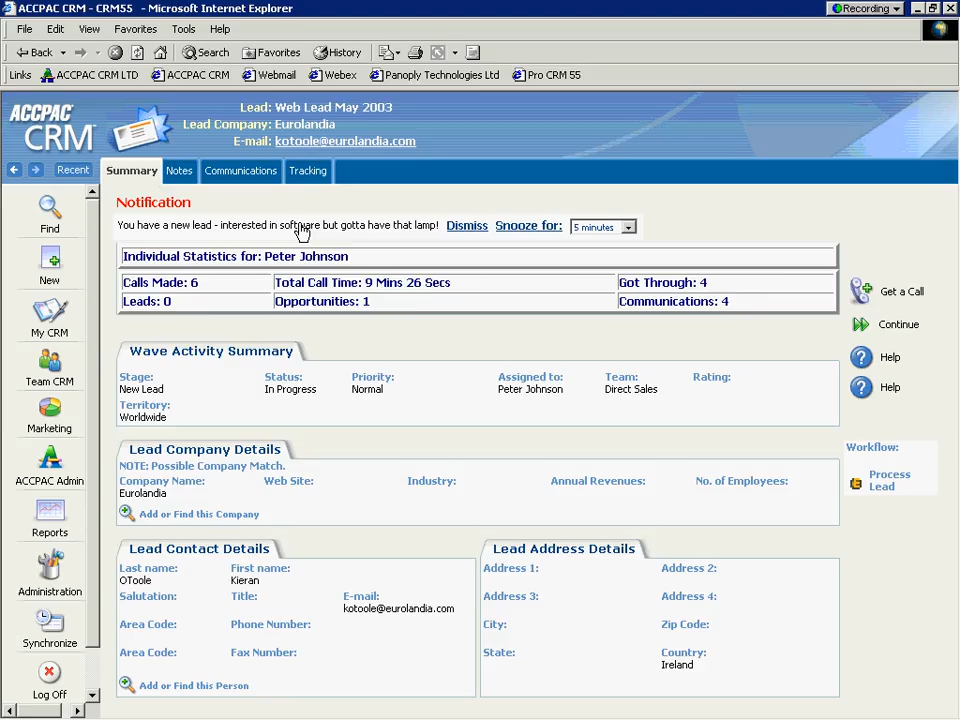 ACCPAC CRM - CRM55 - Microsoft Internet Explorer
Recording
File Edit View Favorites Tools Help
Back Search Favorites History
Links ACCPAC CRM LTD ACCPAC CRM Webmail Webex Panoply Technologies Ltd Pro CRM 55
ACCPAC
CRM
Lead: Web Lead May 2003
Lead Company: Eurolandia
E-mail: kotoole@eurolandia.com
Recent Summary Notes Communications Tracking
Find
New
My CRM
Team CRM
Marketing
ACCPAC Admin
Reports
Administration
Synchronize
Log Off
Notification
You have a new lead - interested in software but gotta have that lamp! Dismiss Snooze for: 5 minutes
Individual Statistics for: Peter Johnson
Calls Made: 6 Total Call Time: 9 Mins 26 Secs Got Through: 4
Leads: 0 Opportunities: 1 Communications: 4
Get a Call
Continue
Help
Help
Wave Activity Summary
Stage: Status: Priority: Assigned to: Team: Rating:
New Lead In Progress Normal Peter Johnson Direct Sales
Territory:
Worldwide
Lead Company Details
NOTE: Possible Company Match.
Company Name: Web Site: Industry: Annual Revenues: No. of Employees:
Eurolandia
Add or Find this Company
Workflow:
Process
Lead
Lead Contact Details
Last name: First name:
OToole Kieran
Salutation: Title: E-mail:
kotoole@eurolandia.com
Area Code: Phone Number:
Area Code: Fax Number:
Add or Find this Person
Lead Address Details
Address 1: Address 2:
Address 3: Address 4:
City: Zip Code:
State: Country:
Ireland